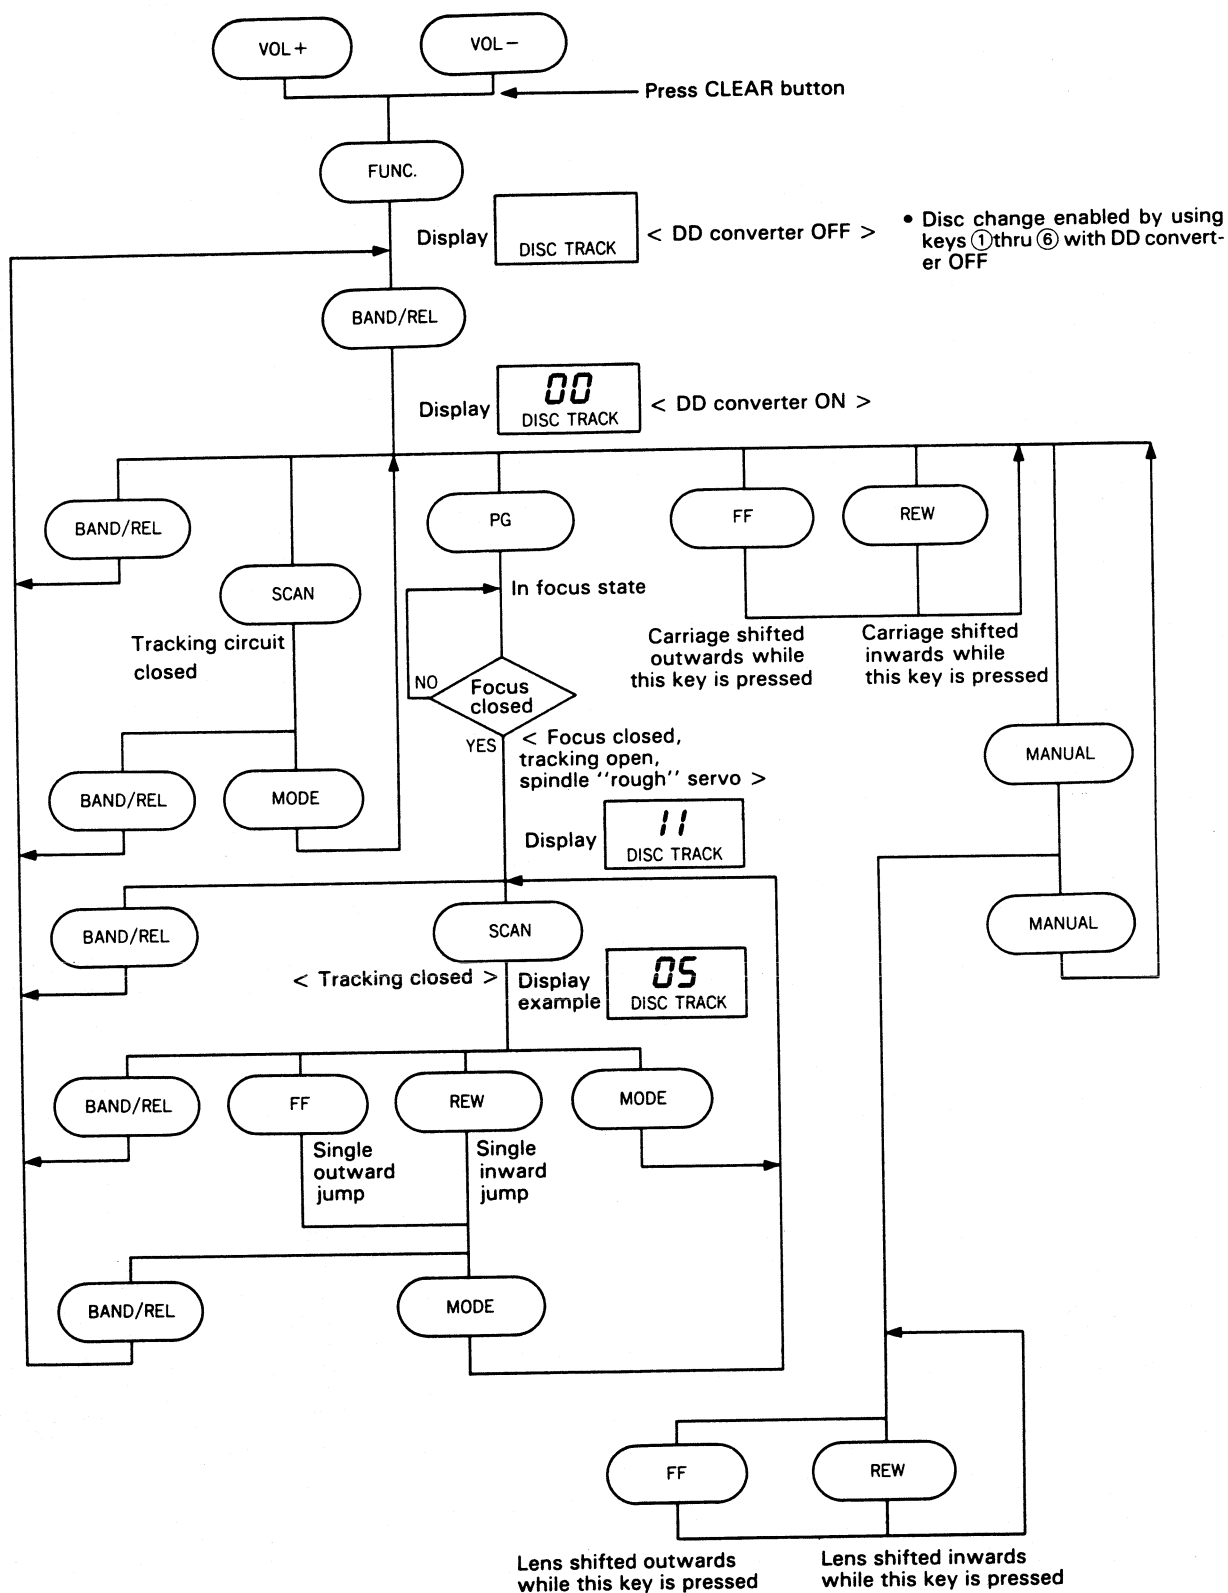 VOL+
VOL−
Press CLEAR button
FUNC.
Display
DISC TRACK
< DD converter OFF >
• Disc change enabled by using
keys ①thru ⑥ with DD convert-
er OFF
BAND/REL
Display
00
DISC TRACK
< DD converter ON >
BAND/REL
SCAN
PG
FF
REW
In focus state
Tracking circuit
closed
Carriage shifted
outwards while
this key is pressed
Carriage shifted
inwards while
this key is pressed
NO
Focus
closed
YES
< Focus closed,
tracking open,
spindle "rough" servo >
MANUAL
BAND/REL
MODE
Display
11
DISC TRACK
BAND/REL
SCAN
MANUAL
< Tracking closed >
Display
example
05
DISC TRACK
BAND/REL
FF
REW
MODE
Single
outward
jump
Single
inward
jump
BAND/REL
MODE
FF
REW
Lens shifted outwards
while this key is pressed
Lens shifted inwards
while this key is pressed